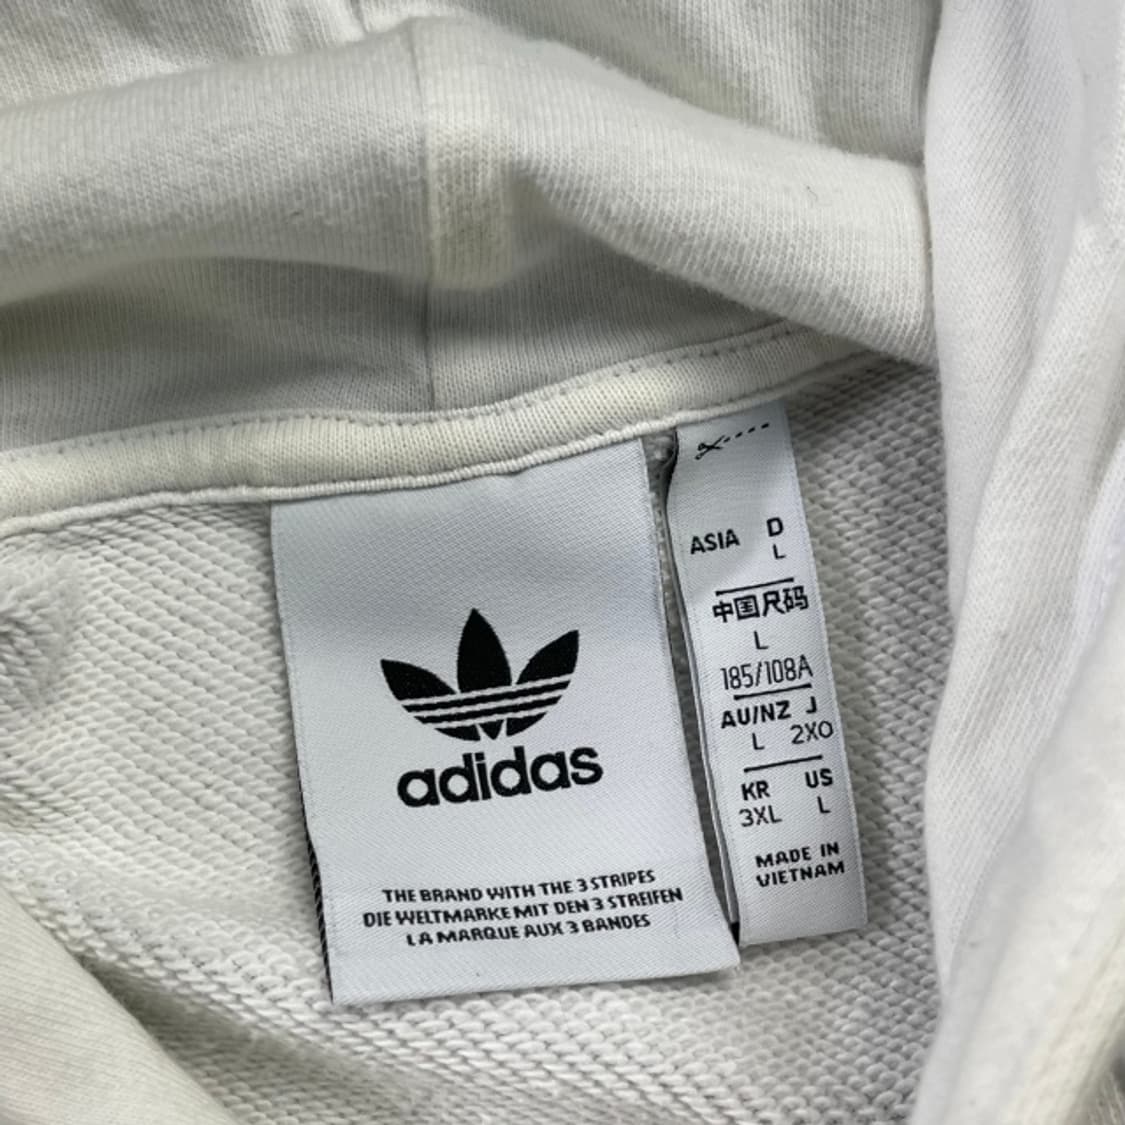 adidas
THE BRAND WITH THE 3 STRIPES
DIE WELTMARKE MIT DEN 3 STREIFEN
LA MARQUE AUX 3 BANDES
ASIA D
L
中国尺码
L
185/108A
AU/NZ J
L 2XO
KR US
3XL L
MADE IN
VIETNAM